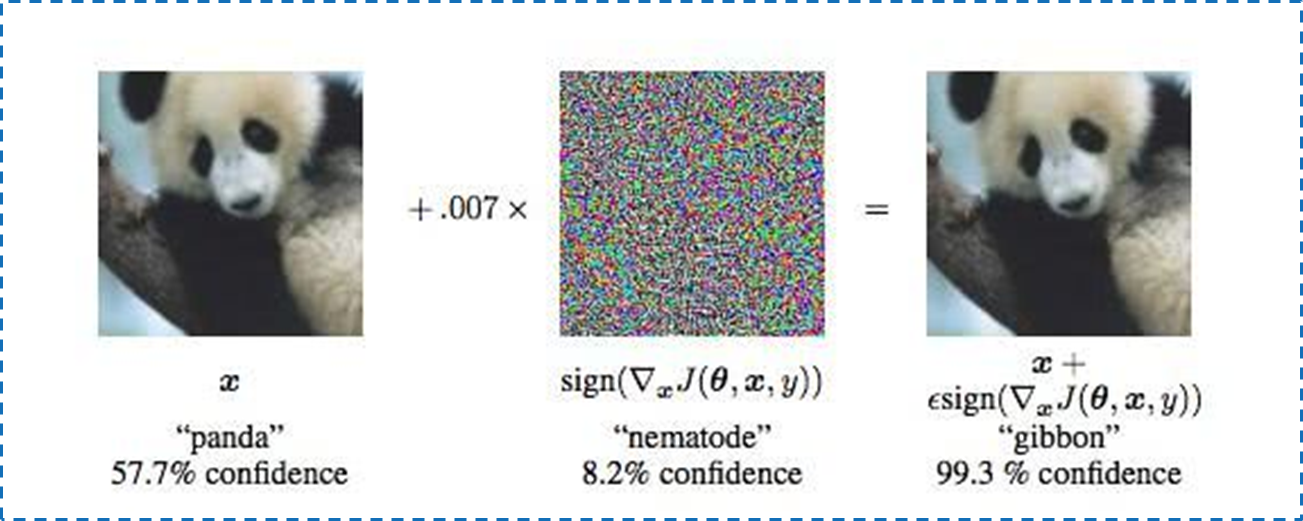 + .007 ×
=
x
sign(∇ₓJ(θ, x, y))
x +
ϵsign(∇ₓJ(θ, x, y))
“panda”
57.7% confidence
“nematode”
8.2% confidence
“gibbon”
99.3 % confidence